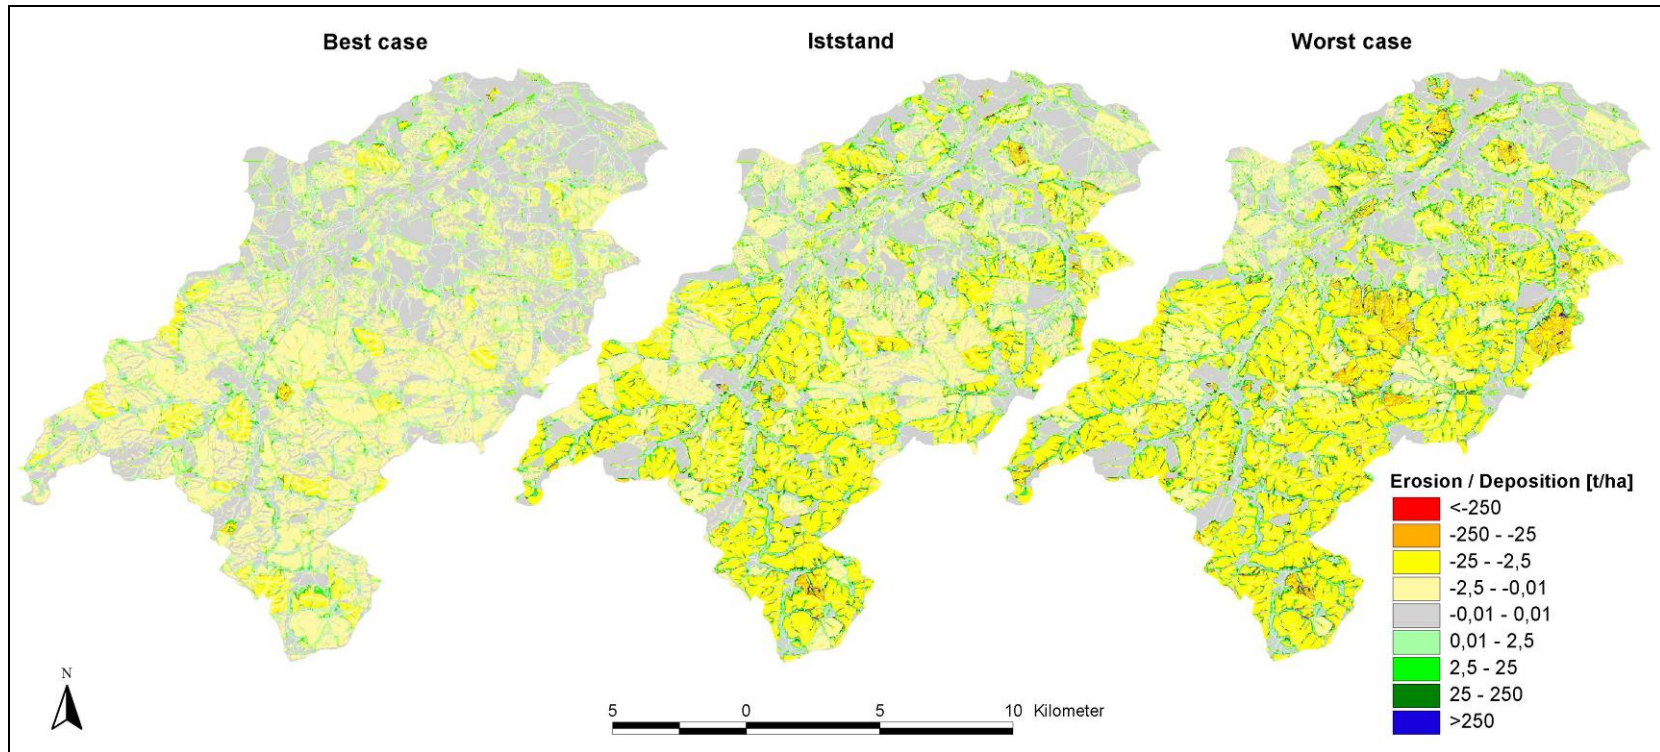 Best case
Iststand
Worst case
Erosion / Deposition [t/ha]
<-250
-250 - -25
-25 - -2,5
-2,5 - -0,01
-0,01 - 0,01
0,01 - 2,5
2,5 - 25
25 - 250
>250
N
5 0 5 10 Kilometer